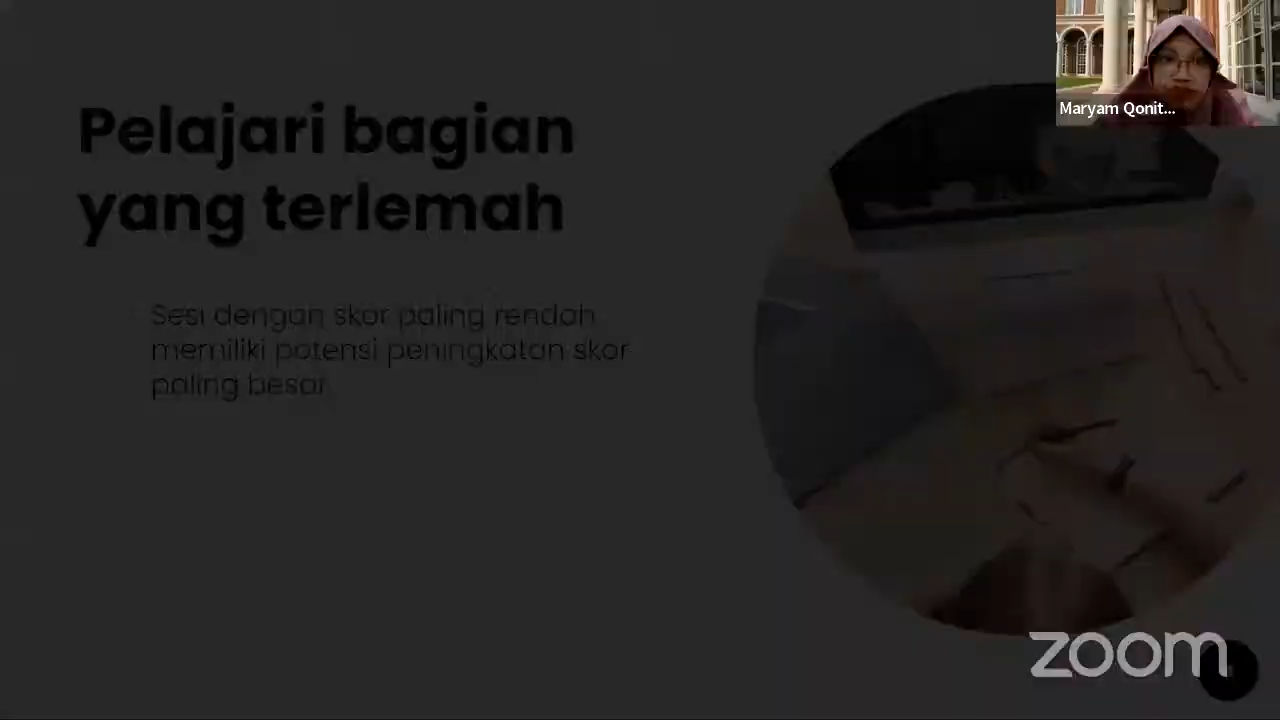 Maryam Qonit...
Pelajari bagian
yang terlemah
Sesi dengan skor paling rendah
memiliki potensi peningkatan skor
paling besar
zoom